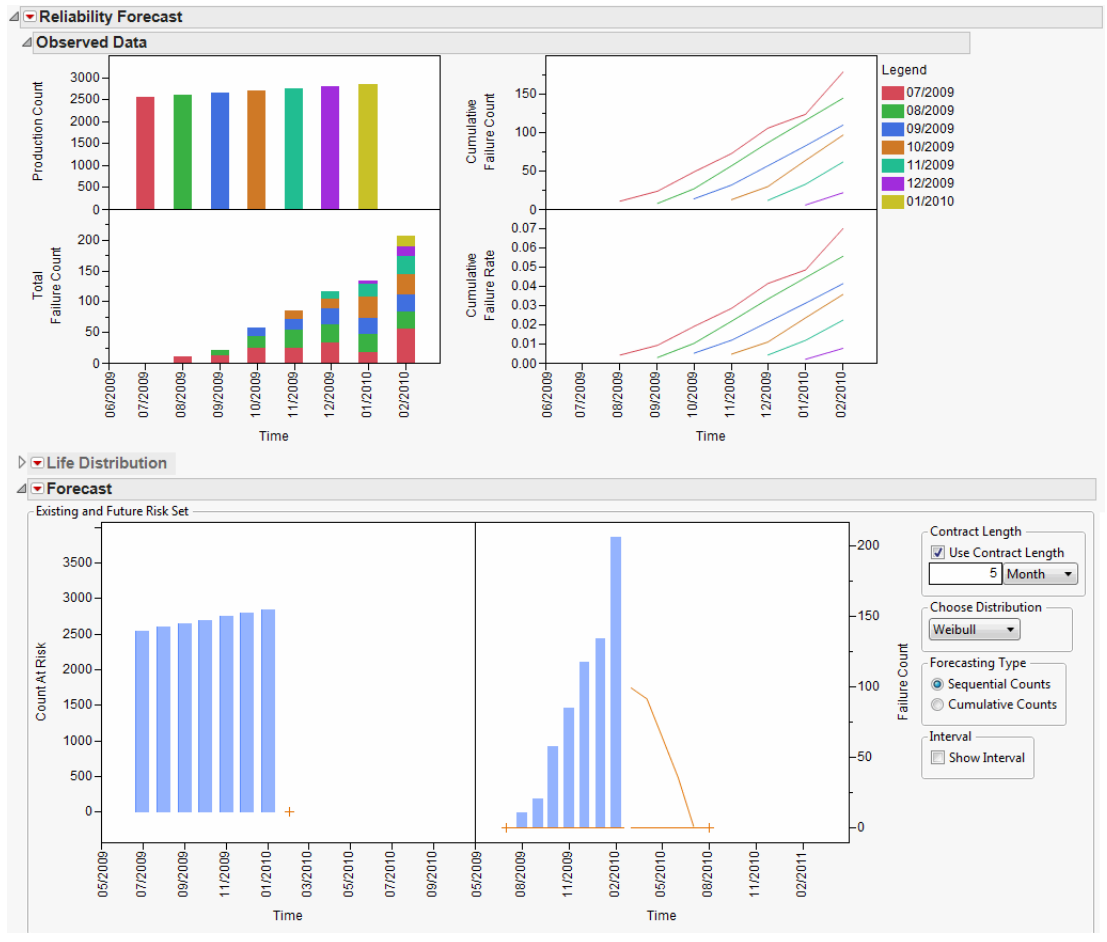 Reliability Forecast
Observed Data
Production Count
3000
2500
2000
1500
1000
500
0
Total
Failure Count
200
150
100
50
0
06/2009
07/2009
08/2009
09/2009
10/2009
11/2009
12/2009
01/2010
02/2010
Time
Cumulative
Failure Count
150
100
50
0
Cumulative
Failure Rate
0.07
0.06
0.05
0.04
0.03
0.02
0.01
0.00
06/2009
07/2009
08/2009
09/2009
10/2009
11/2009
12/2009
01/2010
02/2010
Time
Legend
07/2009
08/2009
09/2009
10/2009
11/2009
12/2009
01/2010
Life Distribution
Forecast
Existing and Future Risk Set
Count At Risk
3500
3000
2500
2000
1500
1000
500
0
05/2009
07/2009
09/2009
11/2009
01/2010
03/2010
05/2010
07/2010
09/2010
Time
05/2009
08/2009
11/2009
02/2010
05/2010
08/2010
11/2010
02/2011
Time
200
150
100
50
0
Failure Count
Contract Length
Use Contract Length
5 Month
Choose Distribution
Weibull
Forecasting Type
Sequential Counts
Cumulative Counts
Interval
Show Interval